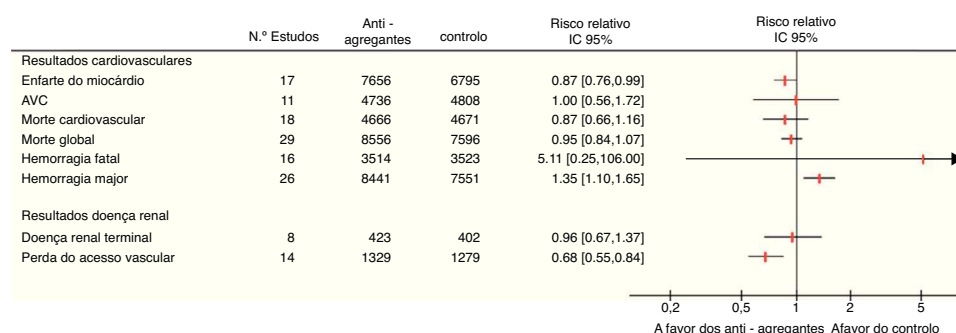 N.º Estudos Anti - agregantes controlo Risco relativo IC 95% Risco relativo IC 95%
Resultados cardiovasculares
Enfarte do miocárdio 17 7656 6795 0.87 [0.76,0.99]
AVC 11 4736 4808 1.00 [0.56,1.72]
Morte cardiovascular 18 4666 4671 0.87 [0.66,1.16]
Morte global 29 8556 7596 0.95 [0.84,1.07]
Hemorragia fatal 16 3514 3523 5.11 [0.25,106.00]
Hemorragia major 26 8441 7551 1.35 [1.10,1.65]
Resultados doença renal
Doença renal terminal 8 423 402 0.96 [0.67,1.37]
Perda do acesso vascular 14 1329 1279 0.68 [0.55,0.84]
0,2 0,5 1 2 5
A favor dos anti - agregantes Afavor do controlo